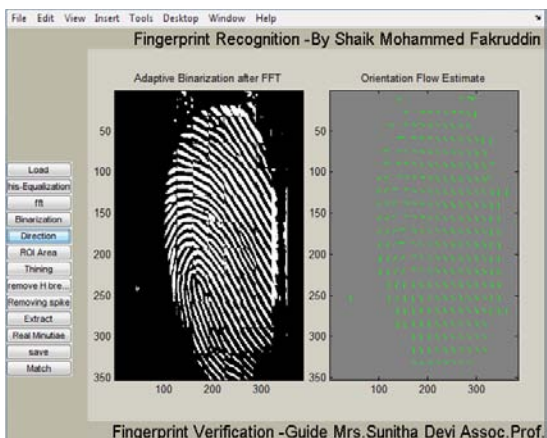 File Edit View Insert Tools Desktop Window Help
Fingerprint Recognition -By Shaik Mohammed Fakruddin
Adaptive Binarization after FFT
Orientation Flow Estimate
50
100
150
200
250
300
350
100 200 300
50
100
150
200
250
300
350
100 200 300
Load
his-Equalization
fft
Binarization
Direction
ROI Area
Thining
remove H bre...
Removing spike
Extract
Real Minutiae
save
Match
Fingerprint Verification -Guide Mrs.Sunitha Devi Assoc.Prof.